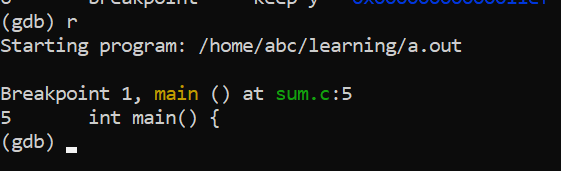 (gdb) r
Starting program: /home/abc/learning/a.out
Breakpoint 1, main () at sum.c:5
5       int main() {
(gdb)